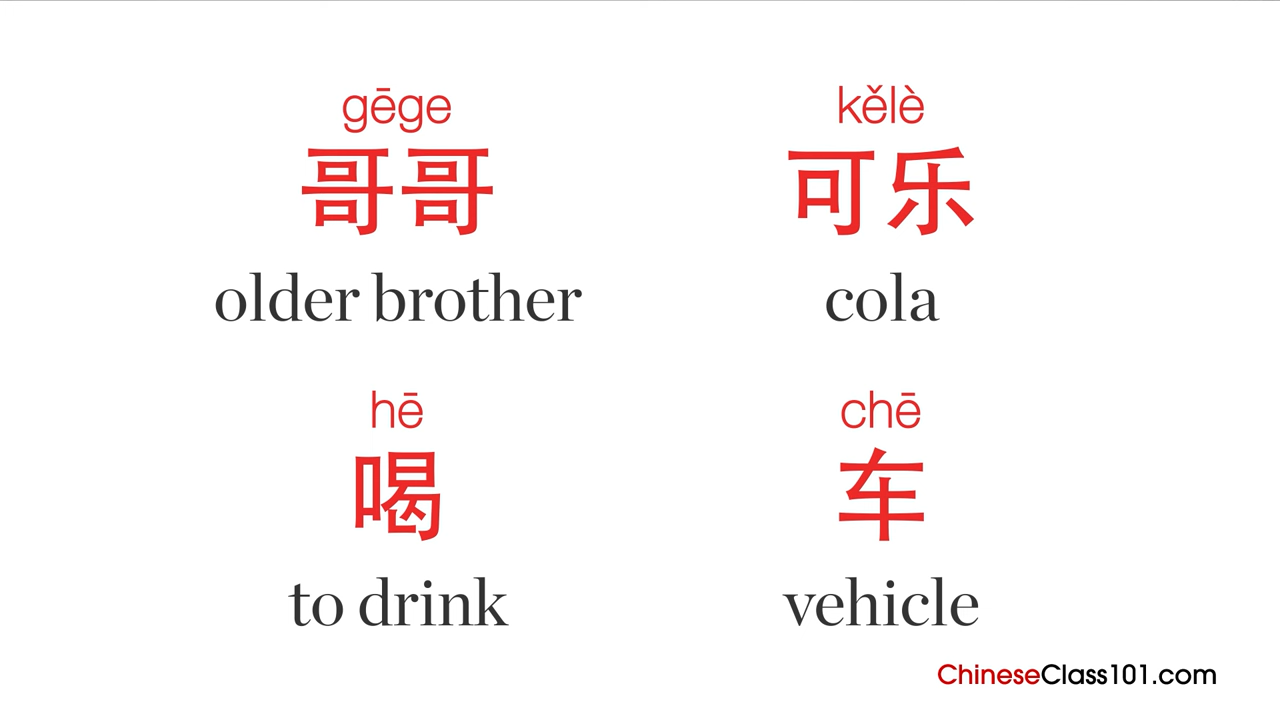 gēge
哥哥
older brother
kělè
可乐
cola
hē
喝
to drink
chē
车
vehicle
ChineseClass101.com